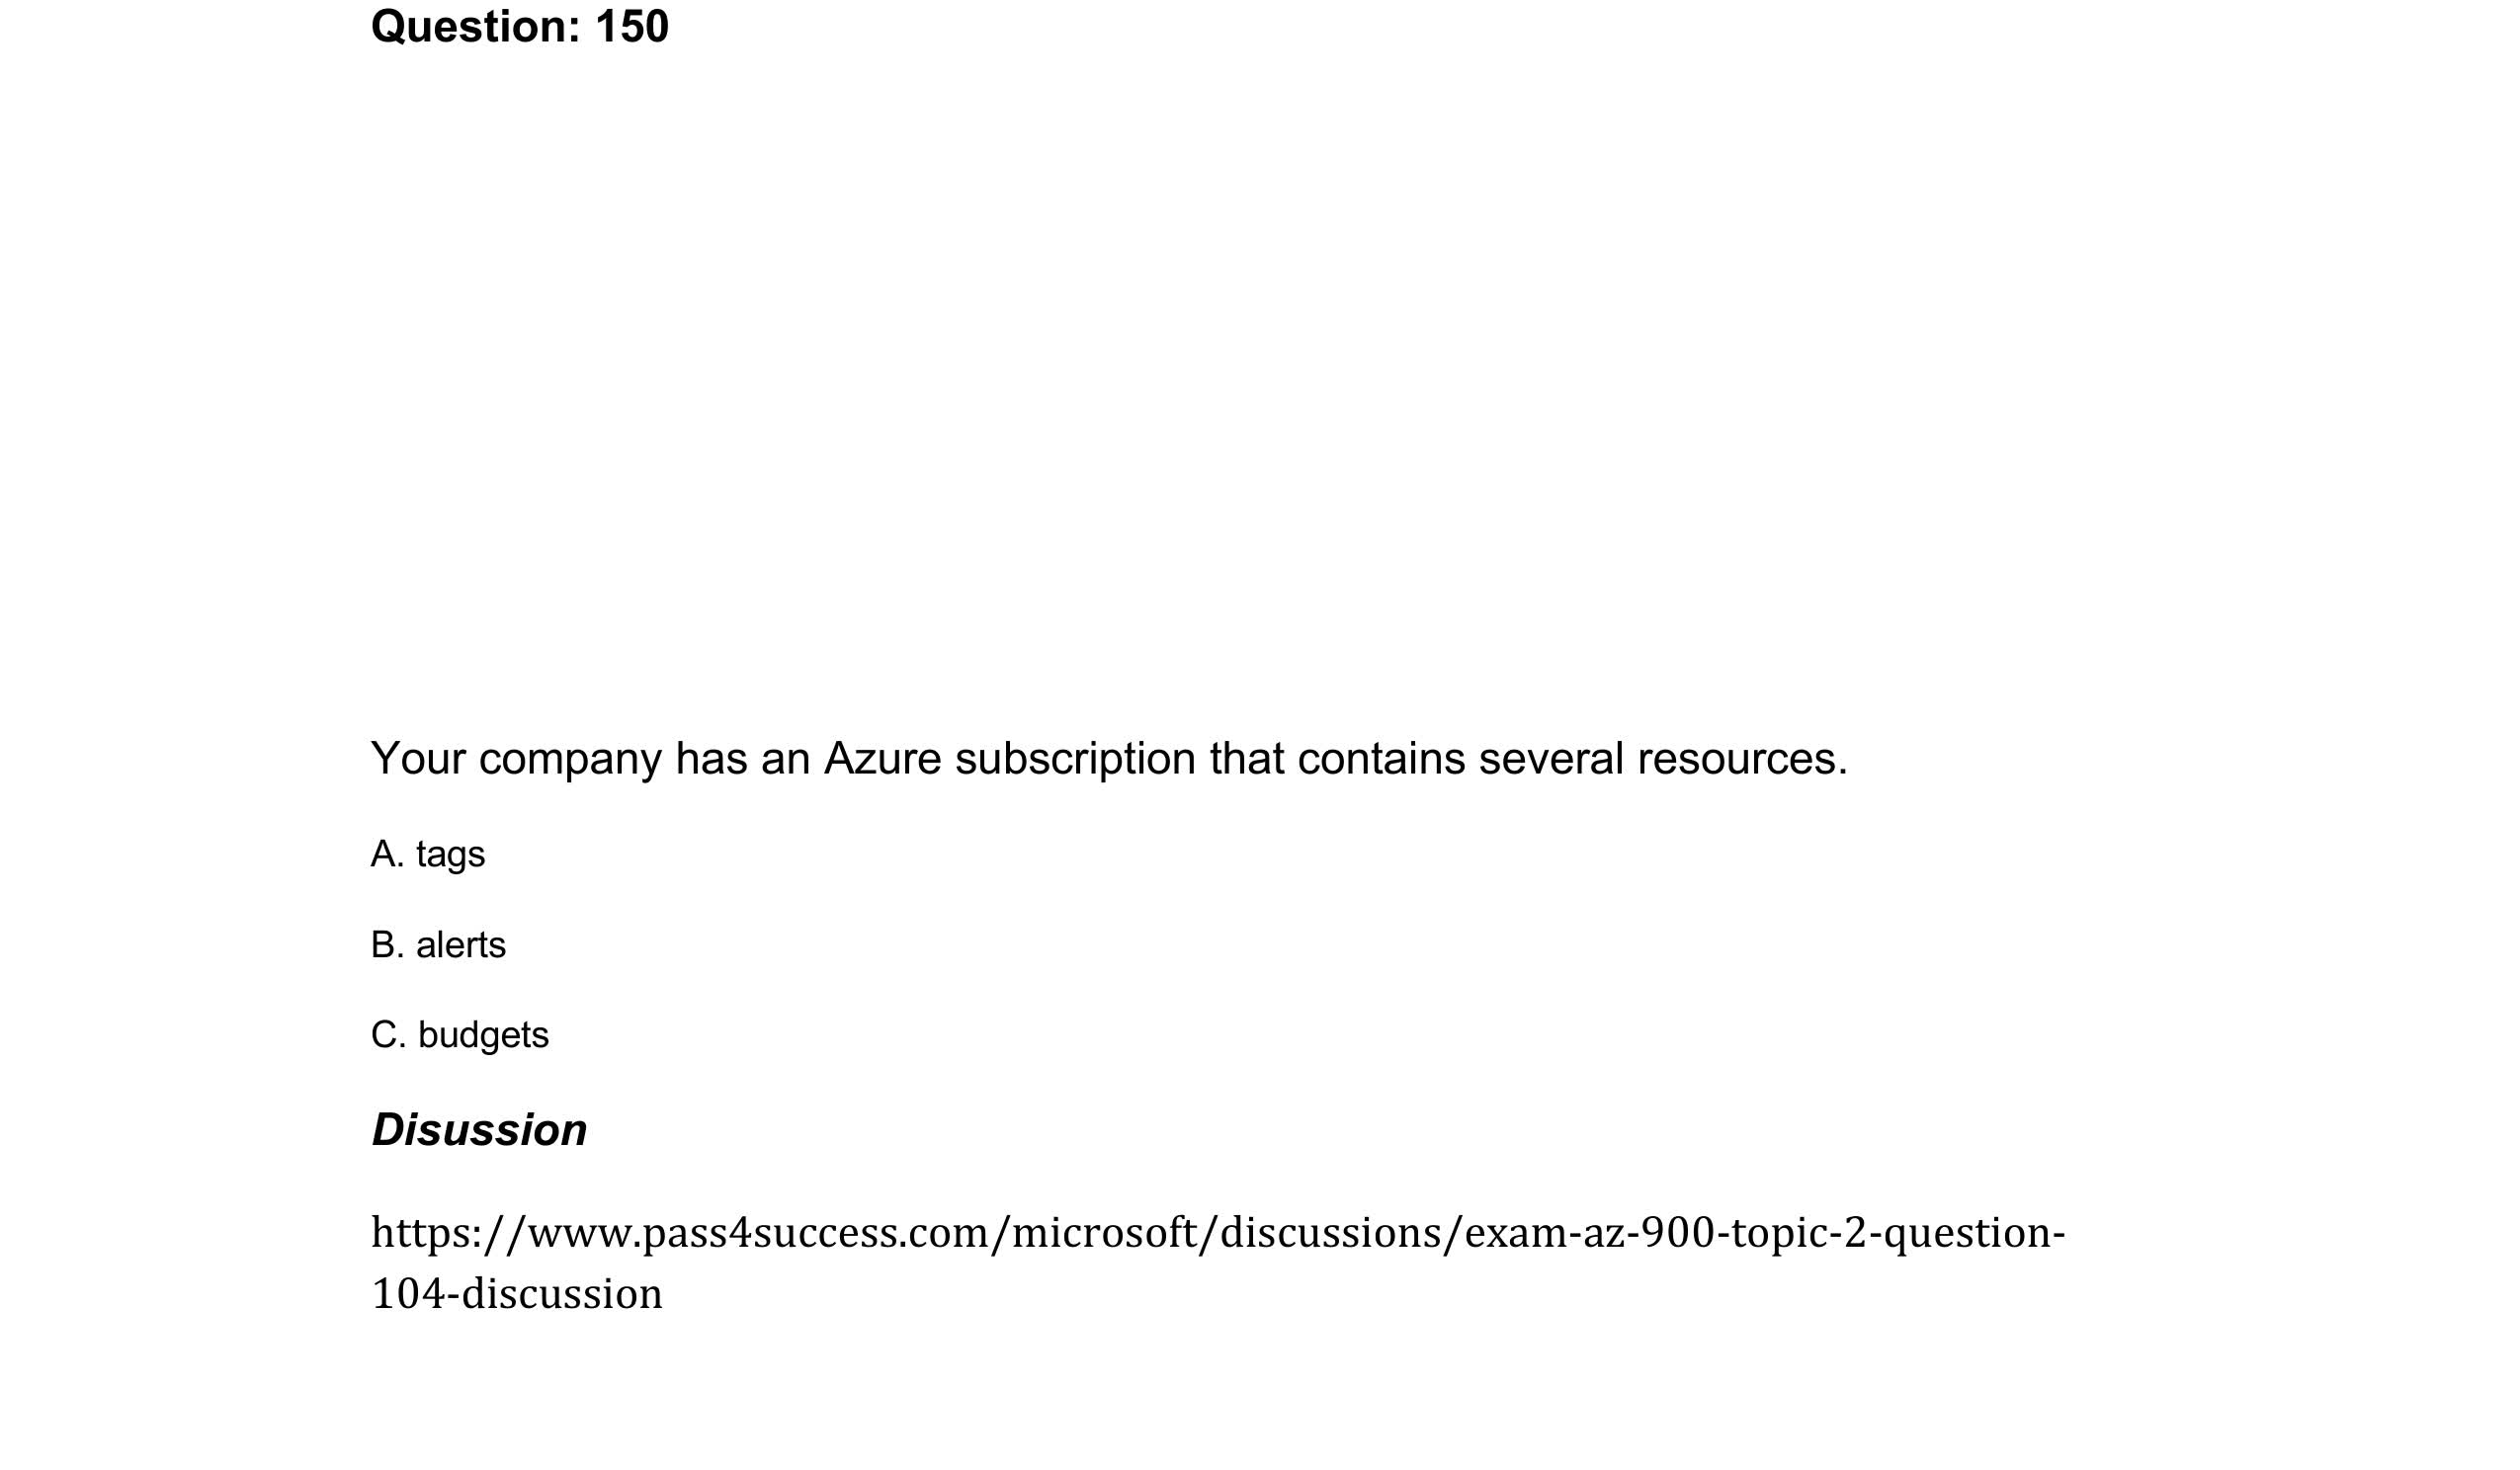 Question: 150
Your company has an Azure subscription that contains several resources.
A. tags
B. alerts
C. budgets
Disussion
https://www.pass4success.com/microsoft/discussions/exam-az-900-topic-2-question-
104-discussion